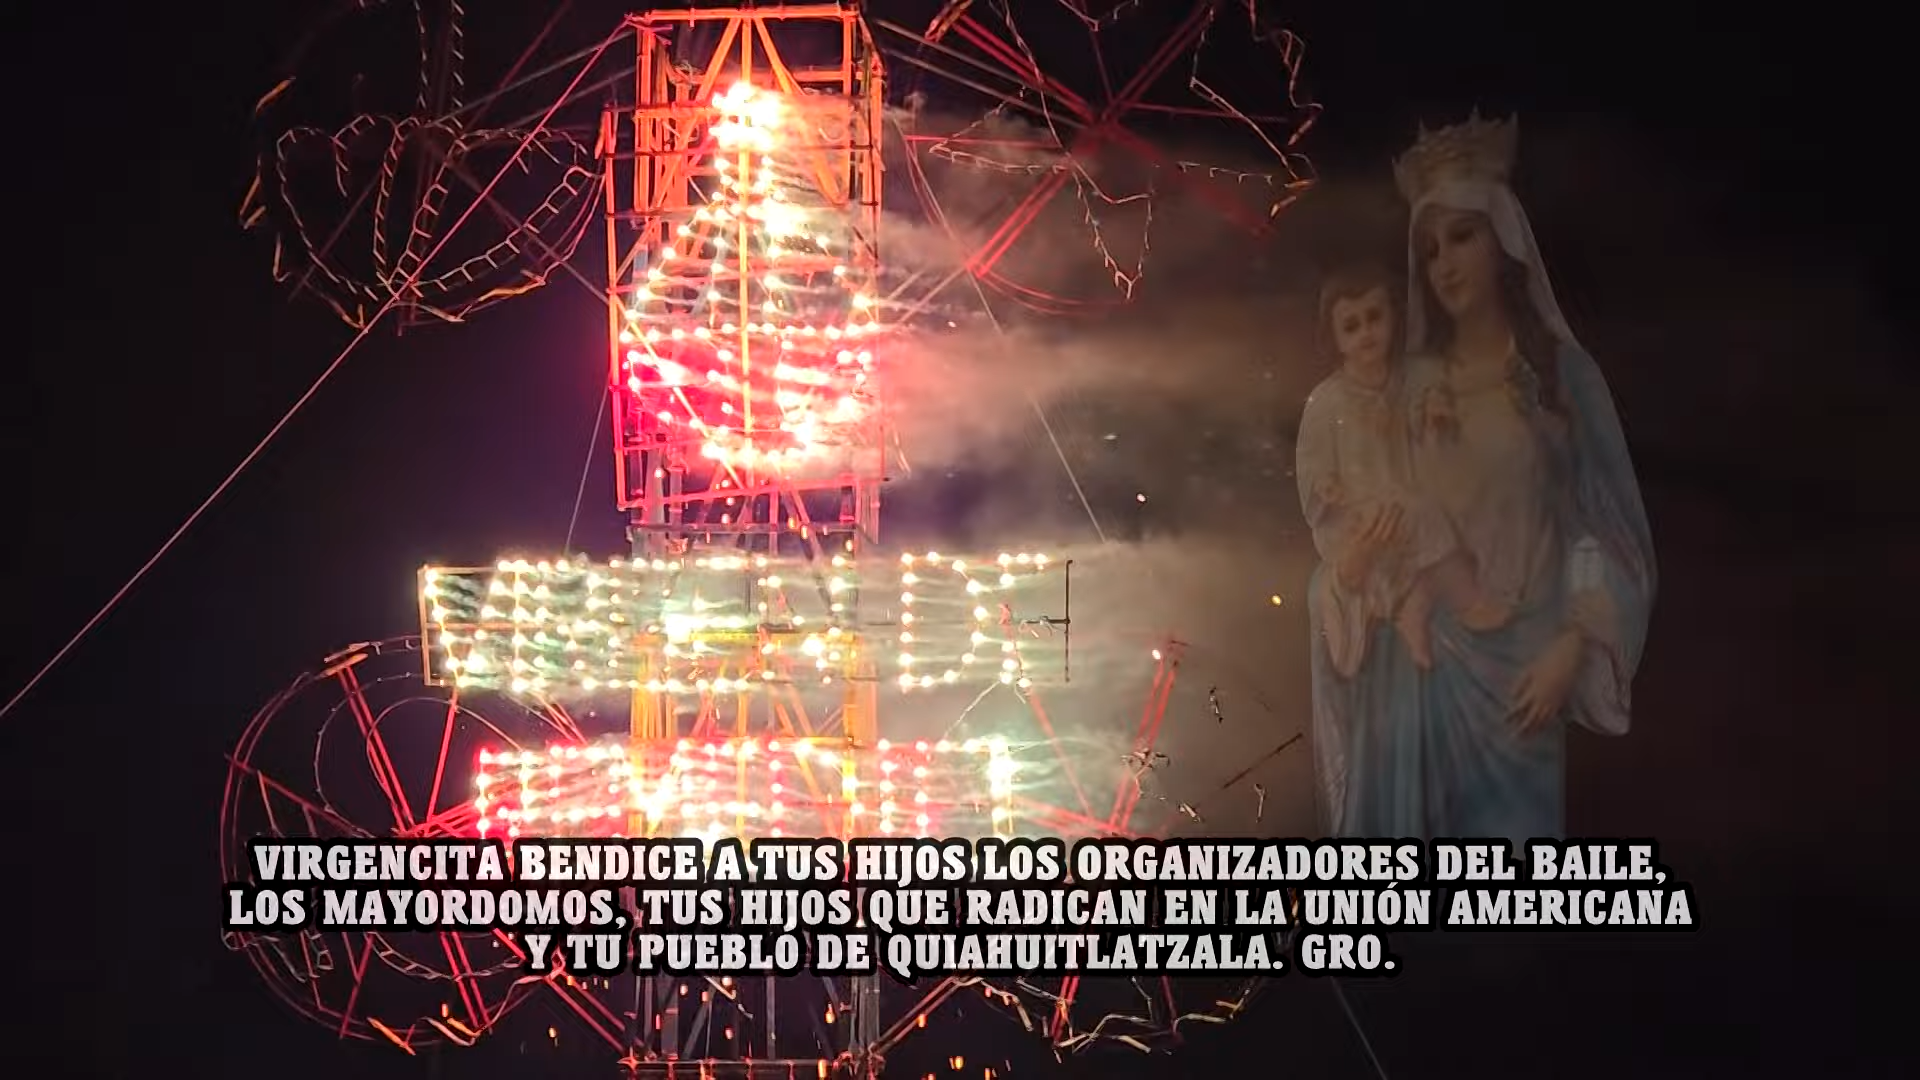 VIRGENCITA BENDICE A TUS HIJOS LOS ORGANIZADORES DEL BAILE,
LOS MAYORDOMOS, TUS HIJOS QUE RADICAN EN LA UNIÓN AMERICANA
Y TU PUEBLO DE QUIAHUITLATZALA. GRO.